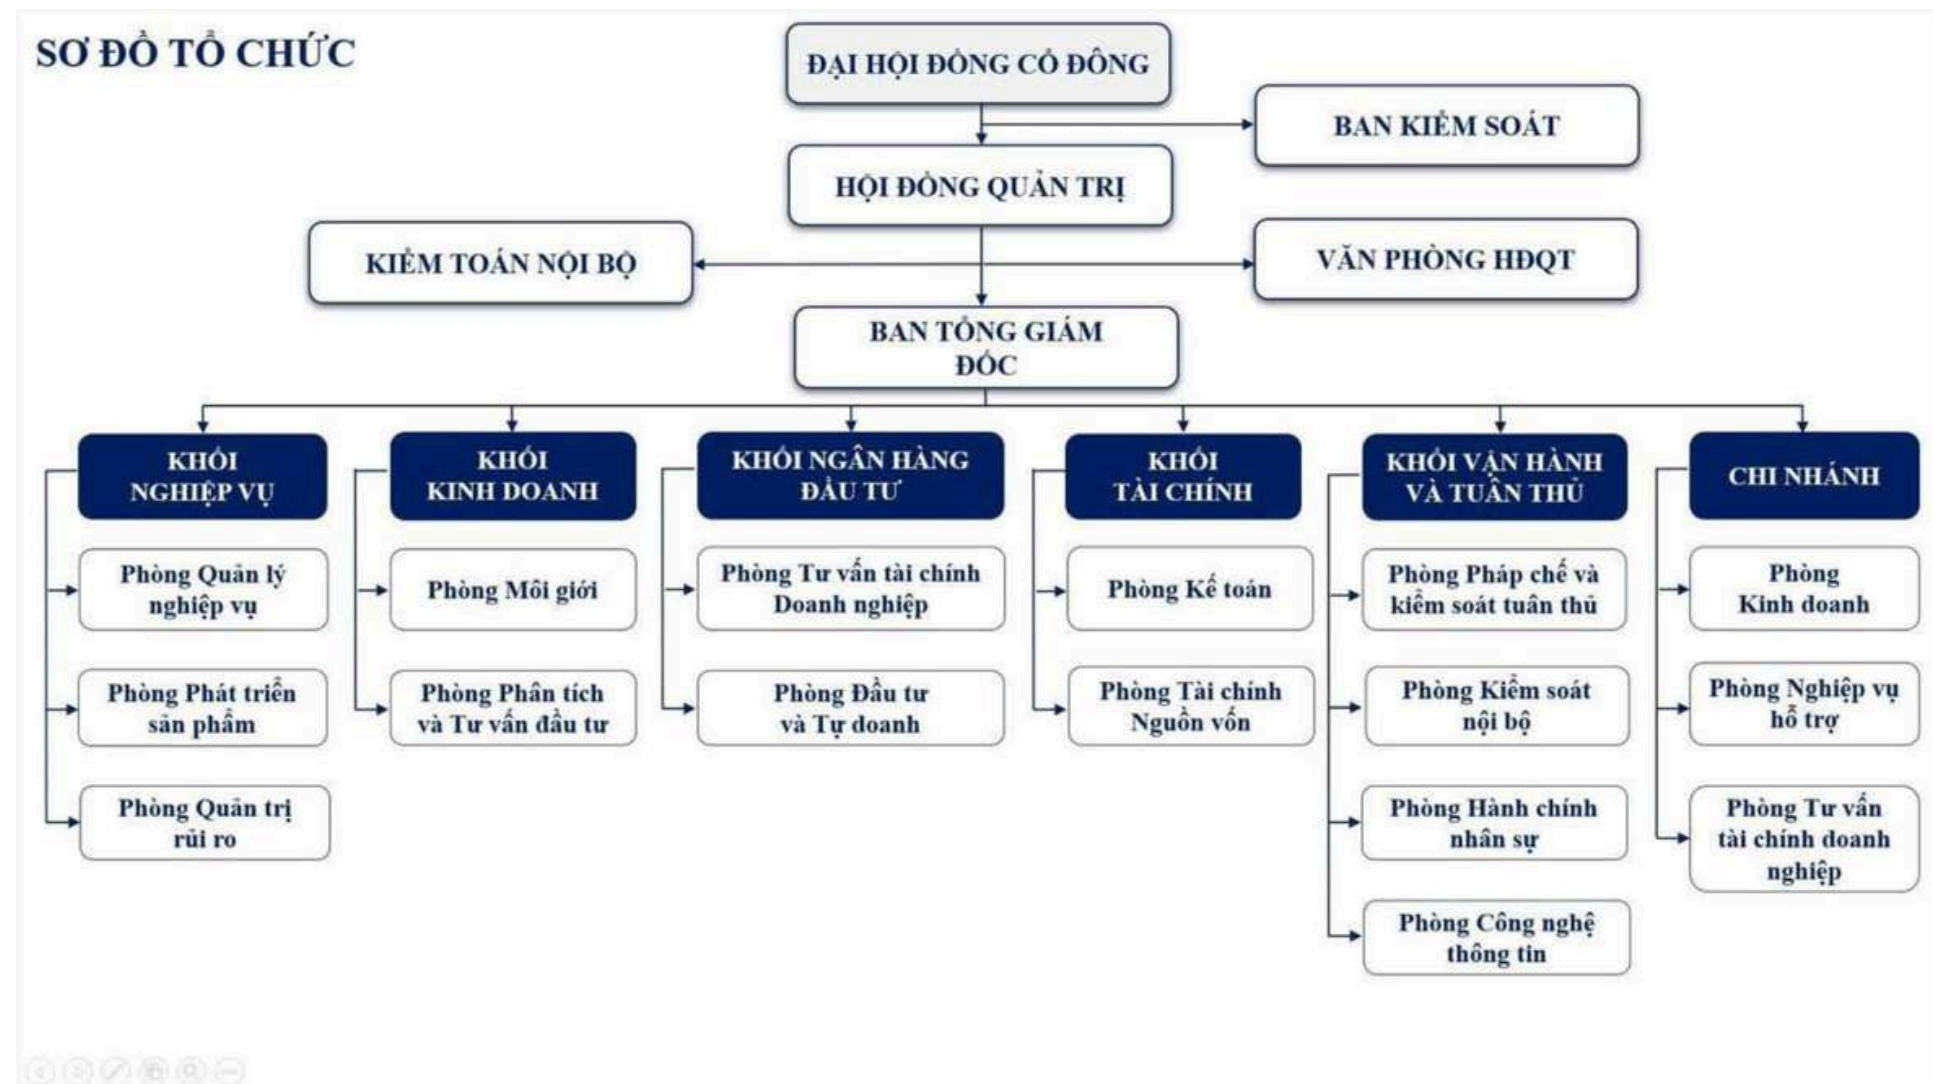 SƠ ĐỒ TỔ CHỨC
ĐẠI HỘI ĐỒNG CỔ ĐÔNG
BAN KIỂM SOÁT
HỘI ĐỒNG QUẢN TRỊ
KIỂM TOÁN NỘI BỘ
VĂN PHÒNG HĐQT
BAN TỔNG GIÁM
ĐỐC
KHỐI
NGHIỆP VỤ
Phòng Quản lý
nghiệp vụ
Phòng Phát triển
sản phẩm
Phòng Quản trị
rủi ro
KHỐI
KINH DOANH
Phòng Môi giới
Phòng Phân tích
và Tư vấn đầu tư
KHỐI NGÂN HÀNG
ĐẦU TƯ
Phòng Tư vấn tài chính
Doanh nghiệp
Phòng Đầu tư
và Tự doanh
KHỐI
TÀI CHÍNH
Phòng Kế toán
Phòng Tài chính
Nguồn vốn
KHỐI VẬN HÀNH
VÀ TUÂN THỦ
Phòng Pháp chế và
kiểm soát tuân thủ
Phòng Kiểm soát
nội bộ
Phòng Hành chính
nhân sự
Phòng Công nghệ
thông tin
CHI NHÁNH
Phòng
Kinh doanh
Phòng Nghiệp vụ
hỗ trợ
Phòng Tư vấn
tài chính doanh
nghiệp